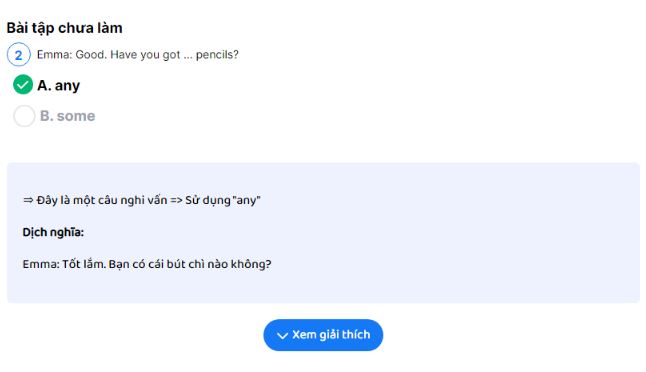 Bài tập chưa làm
2 Emma: Good. Have you got ... pencils?
A. any
B. some
⇒ Đây là một câu nghi vấn => Sử dụng "any"
Dịch nghĩa:
Emma: Tốt lắm. Bạn có cái bút chì nào không?
Xem giải thích